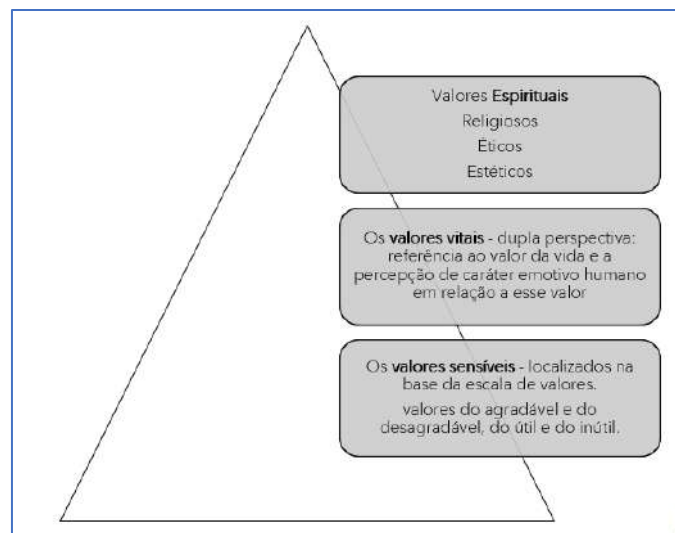 Valores Espirituais
Religiosos
Éticos
Estéticos
Os valores vitais - dupla perspectiva:
referência ao valor da vida e a
percepção de caráter emotivo humano
em relação a esse valor
Os valores sensíveis - localizados na
base da escala de valores.
valores do agradável e do
desagradável, do útil e do inútil.